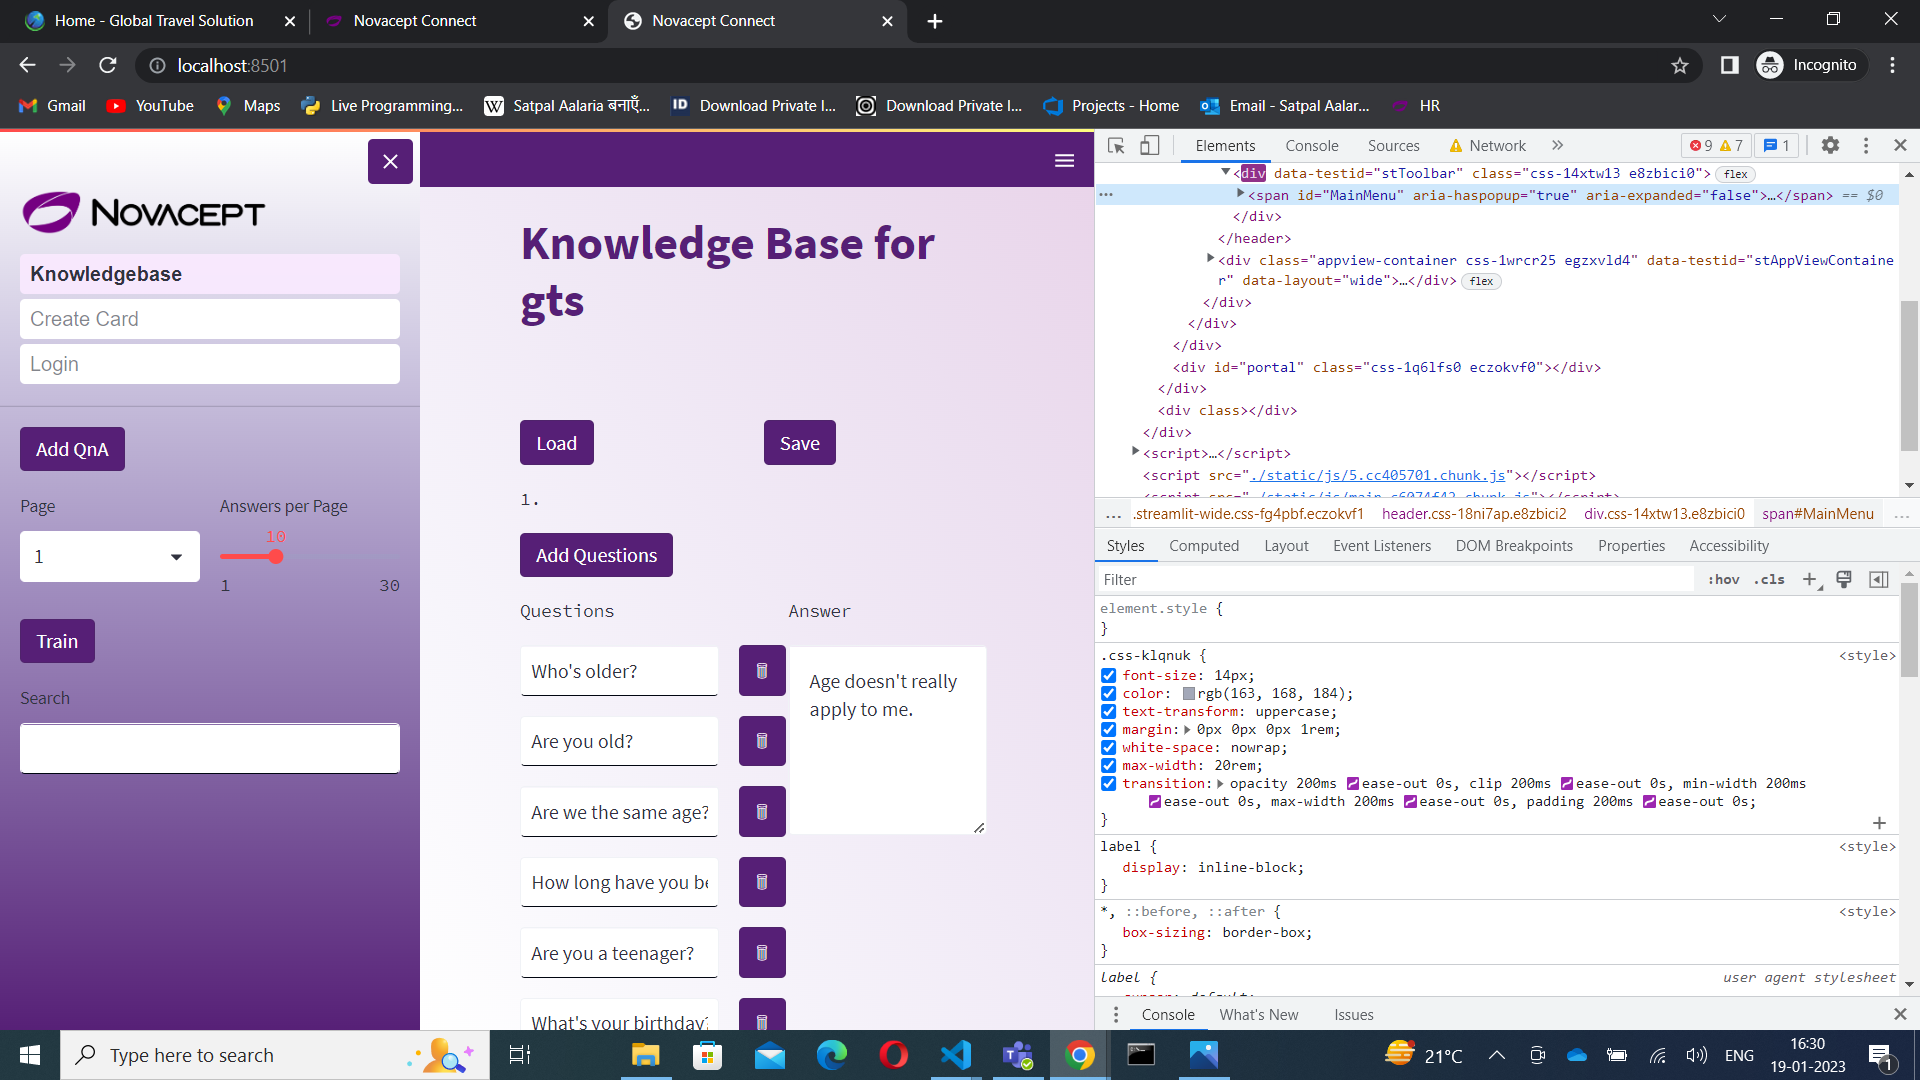 Home - Global Travel Solution
Novacept Connect
Novacept Connect
localhost:8501
Incognito
Gmail
YouTube
Maps
Live Programming...
Satpal Aalaria बनाएँ...
Download Private I...
Download Private I...
Projects - Home
Email - Satpal Aalar...
HR
NOVACEPT
Knowledgebase
Create Card
Login
Add QnA
Page
Answers per Page
10
1
1
30
Train
Search
Knowledge Base for
gts
Load
Save
1.
Add Questions
Questions
Answer
Who's older?
Age doesn't really
apply to me.
Are you old?
Are we the same age?
How long have you be
Are you a teenager?
What's your birthday?
Elements
Console
Sources
Network
9
7
1
<div data-testid="stToolbar" class="css-14xtw13 e8zbici0"> flex
<span id="MainMenu" aria-haspopup="true" aria-expanded="false">…</span> == $0
</div>
</header>
<div class="appview-container css-1wrcr25 egzxvld4" data-testid="stAppViewContaine
r" data-layout="wide">…</div> flex
</div>
</div>
</div>
<div id="portal" class="css-1q6lfs0 eczokvf0"></div>
</div>
<div class></div>
</div>
<script>…</script>
<script src="./static/js/5.cc405701.chunk.js"></script>
<script src="./static/js/main.c6074f42.chunk.js"></script>
... .streamlit-wide.css-fg4pbf.eczokvf1 header.css-18ni7ap.e8zbici2 div.css-14xtw13.e8zbici0 span#MainMenu ...
Styles
Computed
Layout
Event Listeners
DOM Breakpoints
Properties
Accessibility
Filter
:hov .cls
element.style {
}
.css-klqnuk {
<style>
font-size: 14px;
color: rgb(163, 168, 184);
text-transform: uppercase;
margin: 0px 0px 0px 1rem;
white-space: nowrap;
max-width: 20rem;
transition: opacity 200ms ease-out 0s, clip 200ms ease-out 0s, min-width 200ms
ease-out 0s, max-width 200ms ease-out 0s, padding 200ms ease-out 0s;
}
label {
<style>
display: inline-block;
}
*, ::before, ::after {
<style>
box-sizing: border-box;
}
label {
user agent stylesheet
cursor: default;
Console
What's New
Issues
Type here to search
21°C
ENG
16:30
19-01-2023
1